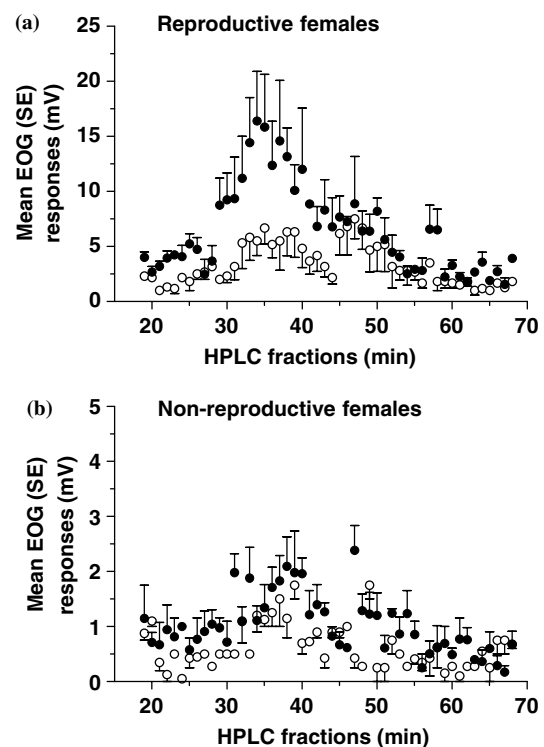 (a) Reproductive females
25
20
15
10
5
0
Mean EOG (SE)
responses (mV)
20 30 40 50 60 70
HPLC fractions (min)
(b) Non-reproductive females
5
4
3
2
1
0
Mean EOG (SE)
responses (mV)
20 30 40 50 60 70
HPLC fractions (min)